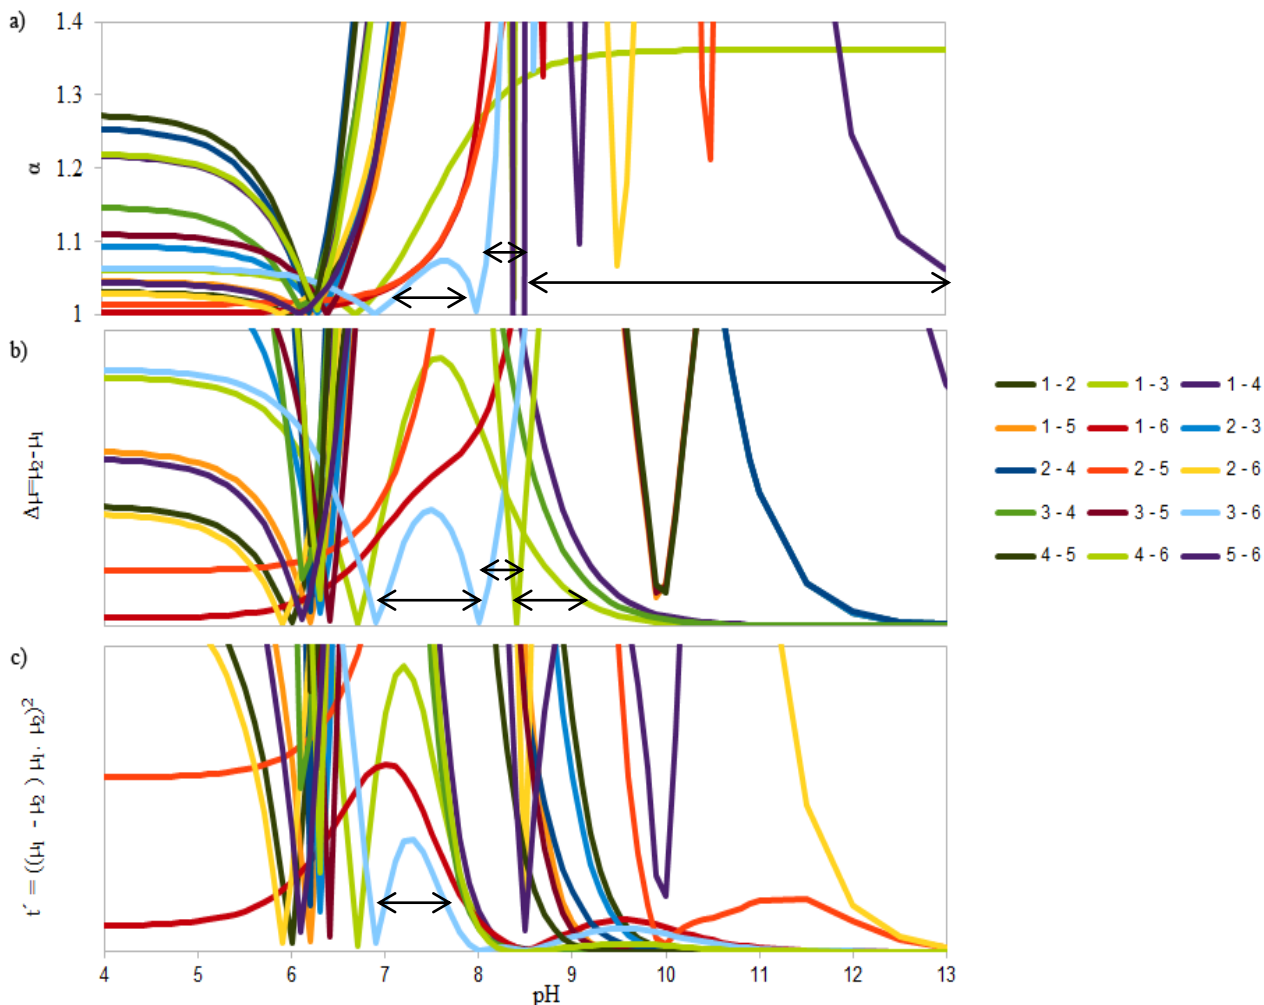 a)
1.4
1.3
1.2
1.1
1
α
b)
Δμ=μ₂-μ₁
c)
t´ = ((μ₁ - μ₂ ) μ₁. μ₂)²
4 5 6 7 8 9 10 11 12 13
pH
1 - 2 1 - 3 1 - 4
1 - 5 1 - 6 2 - 3
2 - 4 2 - 5 2 - 6
3 - 4 3 - 5 3 - 6
4 - 5 4 - 6 5 - 6